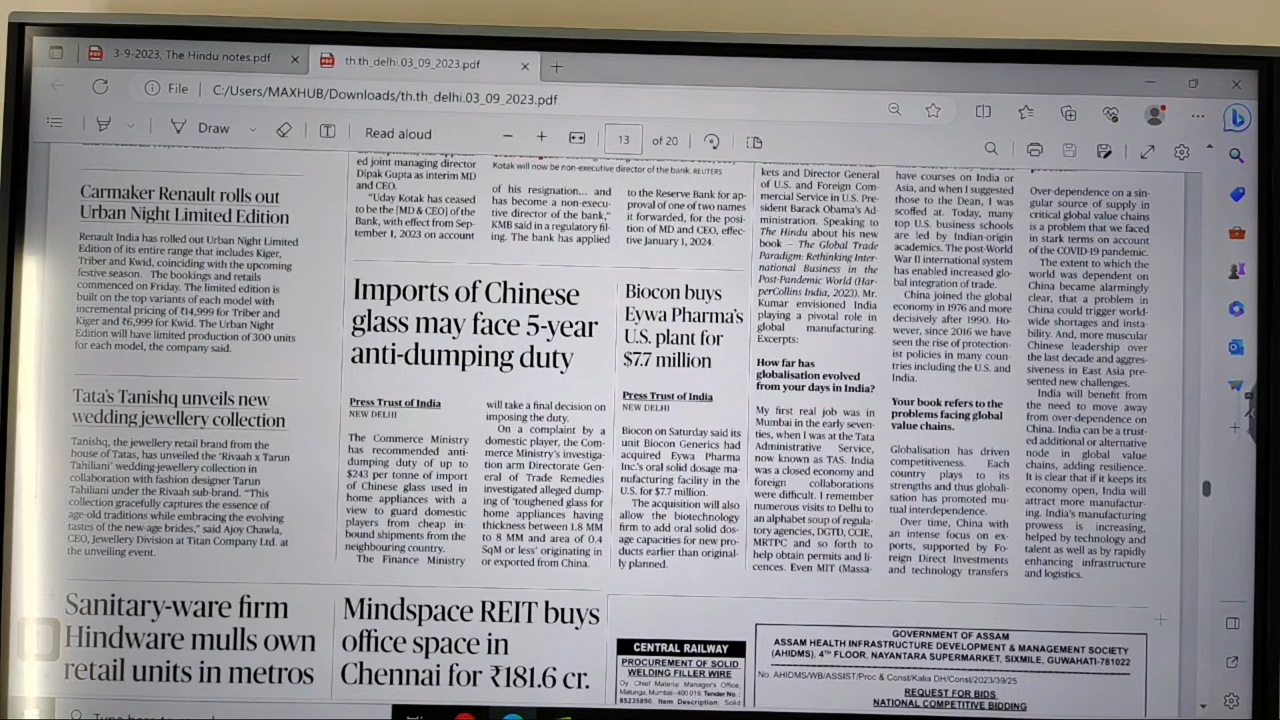 3-9-2023, The Hindu notes.pdf
th.th_delhi.03_09_2023.pdf
File
C:/Users/MAXHUB/Downloads/th.th_delhi.03_09_2023.pdf
Draw
Read aloud
13
of 20
Carmaker Renault rolls out
Urban Night Limited Edition
Renault India has rolled out Urban Night Limited
Edition of its entire range that includes Kiger,
Triber and Kwid, coinciding with the upcoming
festive season. The bookings and retails
commenced on Friday. The limited edition is
built on the top variants of each model with
incremental pricing of ₹14,999 for Triber and
Kiger and ₹6,999 for Kwid. The Urban Night
Edition will have limited production of 300 units
for each model, the company said.
Tata's Tanishq unveils new
wedding jewellery collection
Tanishq, the jewellery retail brand from the
house of Tatas, has unveiled the 'Rivaah x Tarun
Tahiliani' wedding-jewellery collection in
collaboration with fashion designer Tarun
Tahiliani under the Rivaah sub-brand. "This
collection gracefully captures the essence of
age-old traditions while embracing the evolving
tastes of the new-age brides," said Ajoy Chawla,
CEO, Jewellery Division at Titan Company Ltd. at
the unveiling event.
Sanitary-ware firm
Hindware mulls own
retail units in metros
ed joint managing director
Dipak Gupta as interim MD
and CEO.
"Uday Kotak has ceased
to be the [MD & CEO] of the
Bank, with effect from Sep-
tember 1, 2023 on account
Kotak will now be non-executive director of the bank. REUTERS
of his resignation... and
has become a non-execu-
tive director of the bank,"
KMB said in a regulatory fil-
ing. The bank has applied
to the Reserve Bank for ap-
proval of one of two names
it forwarded, for the posi-
tion of MD and CEO, effec-
tive January 1, 2024.
Imports of Chinese
glass may face 5-year
anti-dumping duty
Press Trust of India
NEW DELHI
The Commerce Ministry
has recommended anti-
dumping duty of up to
$243 per tonne of import
of Chinese glass used in
home appliances with a
view to guard domestic
players from cheap in-
bound shipments from the
neighbouring country.
The Finance Ministry
will take a final decision on
imposing the duty.
On a complaint by a
domestic player, the Com-
merce Ministry's investiga-
tion arm Directorate Gen-
eral of Trade Remedies
investigated alleged dump-
ing of 'toughened glass for
home appliances having
thickness between 1.8 MM
to 8 MM and area of 0.4
SqM or less' originating in
or exported from China.
Biocon buys
Eywa Pharma's
U.S. plant for
$7.7 million
Press Trust of India
NEW DELHI
Biocon on Saturday said its
unit Biocon Generics had
acquired Eywa Pharma
Inc.'s oral solid dosage ma-
nufacturing facility in the
U.S. for $7.7 million.
The acquisition will also
allow the biotechnology
firm to add oral solid dos-
age capacities for new pro-
ducts earlier than original-
ly planned.
Mindspace REIT buys
office space in
Chennai for ₹181.6 cr.
kets and Director General
of U.S. and Foreign Com-
mercial Service in U.S. Pre-
sident Barack Obama's Ad-
ministration. Speaking to
The Hindu about his new
book – The Global Trade
Paradigm: Rethinking Inter-
national Business in the
Post-Pandemic World (Har-
perCollins India, 2023). Mr.
Kumar envisioned India
playing a pivotal role in
global manufacturing.
Excerpts:
How far has
globalisation evolved
from your days in India?
My first real job was in
Mumbai in the early seven-
ties, when I was at the Tata
Administrative Service,
now known as TAS. India
was a closed economy and
foreign collaborations
were difficult. I remember
numerous visits to Delhi to
an alphabet soup of regula-
tory agencies, DGTD, CCIE,
MRTPC and so forth to
help obtain permits and li-
cences. Even MIT (Massa-
have courses on India or
Asia, and when I suggested
those to the Dean, I was
scoffed at. Today, many
top U.S. business schools
are led by Indian-origin
academics. The post-World
War II international system
has enabled increased glo-
bal integration of trade.
China joined the global
economy in 1976 and more
decisively after 1990. Ho-
wever, since 2016 we have
seen the rise of protection-
ist policies in many coun-
tries including the U.S. and
India.
Your book refers to the
problems facing global
value chains.
Globalisation has driven
competitiveness. Each
country plays to its
strengths and thus globali-
sation has promoted mu-
tual interdependence.
Over time, China with
an intense focus on ex-
ports, supported by Fo-
reign Direct Investments
and technology transfers
Over-dependence on a sin-
gular source of supply in
critical global value chains
is a problem that we faced
in stark terms on account
of the COVID-19 pandemic.
The extent to which the
world was dependent on
China became alarmingly
clear, that a problem in
China could trigger world-
wide shortages and insta-
bility. And, more muscular
Chinese leadership over
the last decade and aggres-
siveness in East Asia pre-
sented new challenges.
India will benefit from
the need to move away
from over-dependence on
China. India can be a trust-
ed additional or alternative
node in global value
chains, adding resilience.
It is clear that if it keeps its
economy open, India will
attract more manufactur-
ing. India's manufacturing
prowess is increasing,
helped by technology and
talent as well as by rapidly
enhancing infrastructure
and logistics.
CENTRAL RAILWAY
PROCUREMENT OF SOLID
WELDING FILLER WIRE
Dy. Chief Material Manager's Office,
Matunga, Mumbai-400 019. Tender No. :
85235890. Item Description: Solid
GOVERNMENT OF ASSAM
ASSAM HEALTH INFRASTRUCTURE DEVELOPMENT & MANAGEMENT SOCIETY
(AHIDMS), 4TH FLOOR, NAYANTARA SUPERMARKET, SIXMILE, GUWAHATI-781022
No. AHIDMS/WB/ASSIST/Proc & Const/Kalia DH/Const/2023/39/25
REQUEST FOR BIDS
NATIONAL COMPETITIVE BIDDING